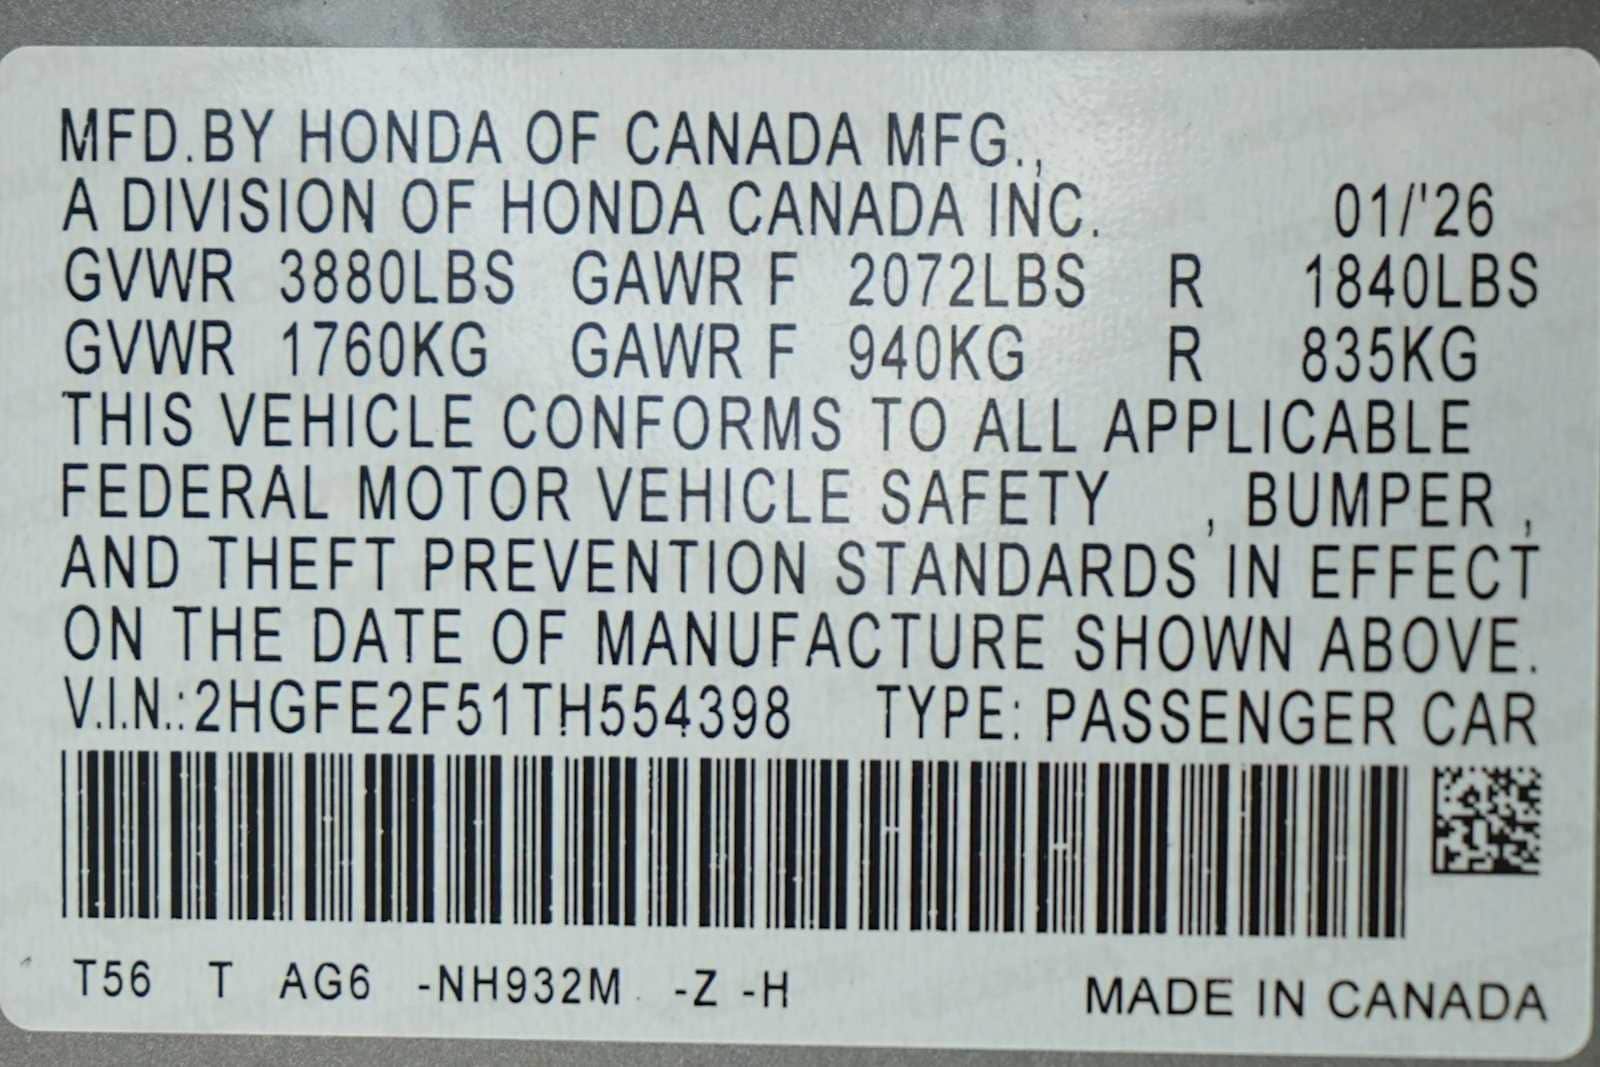 MFD.BY HONDA OF CANADA MFG.,
A DIVISION OF HONDA CANADA INC. 01/'26
GVWR 3880LBS GAWR F 2072LBS R 1840LBS
GVWR 1760KG GAWR F 940KG R 835KG
THIS VEHICLE CONFORMS TO ALL APPLICABLE
FEDERAL MOTOR VEHICLE SAFETY , BUMPER ,
AND THEFT PREVENTION STANDARDS IN EFFECT
ON THE DATE OF MANUFACTURE SHOWN ABOVE.
V.I.N.: 2HGFE2F51TH554398 TYPE: PASSENGER CAR
T56 T AG6 -NH932M -Z -H MADE IN CANADA